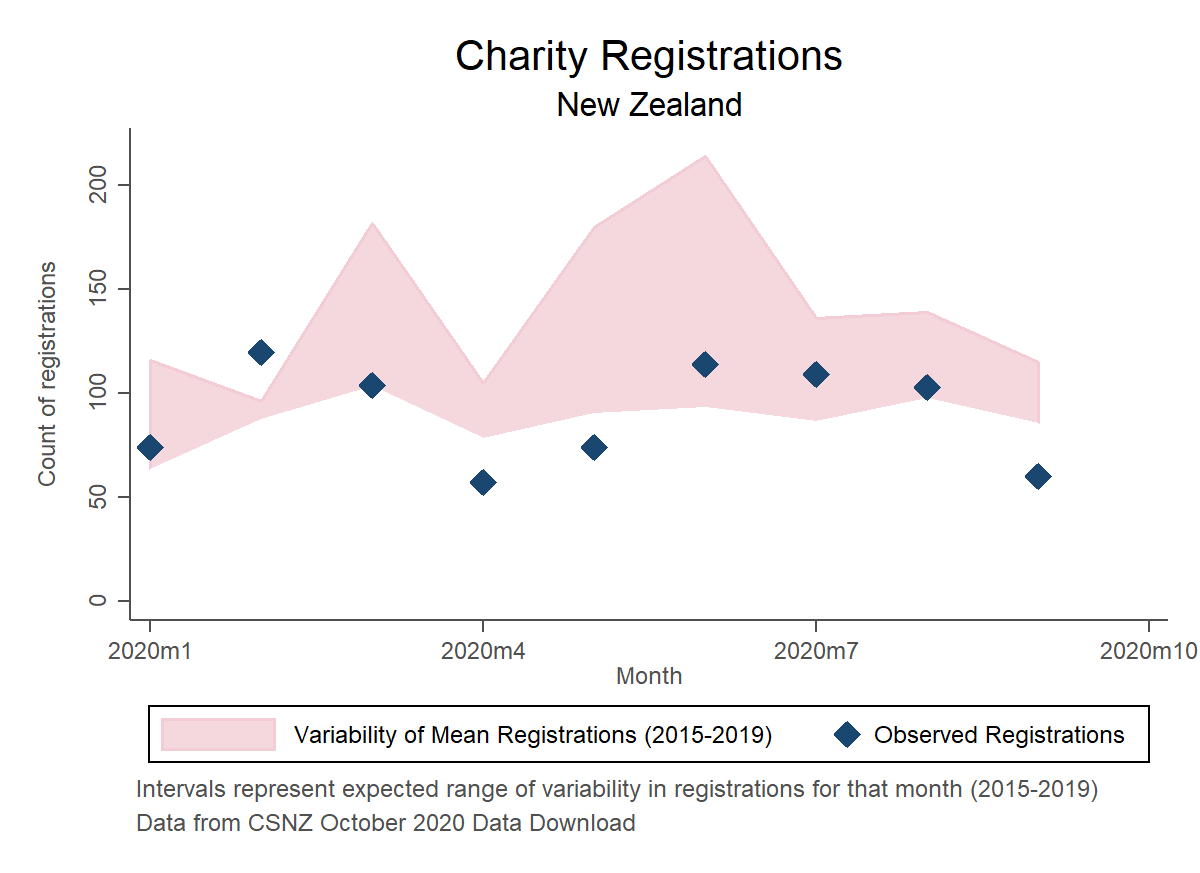 Charity Registrations
New Zealand
Count of registrations
200
150
100
50
0
2020m1 2020m4 2020m7 2020m10
Month
Variability of Mean Registrations (2015-2019) Observed Registrations
Intervals represent expected range of variability in registrations for that month (2015-2019)
Data from CSNZ October 2020 Data Download